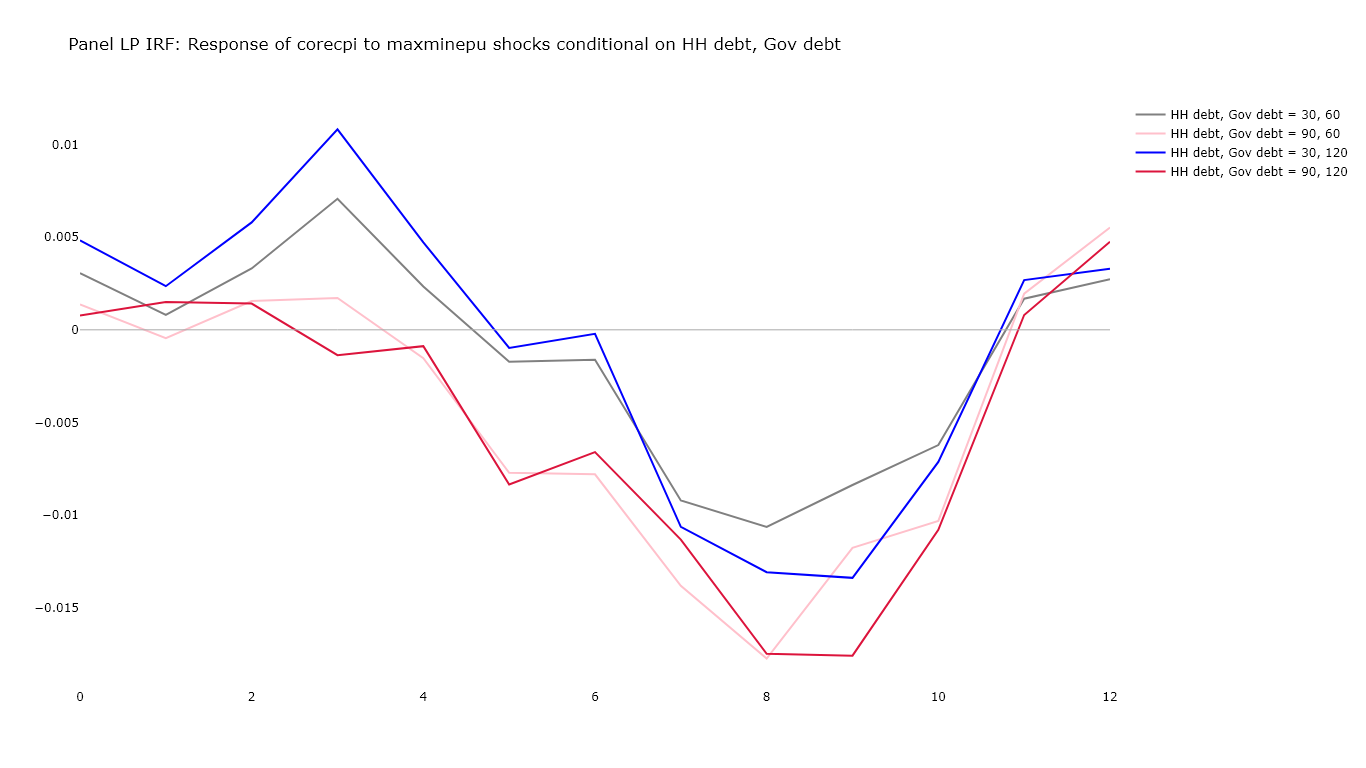 Panel LP IRF: Response of corecpi to maxminepu shocks conditional on HH debt, Gov debt
HH debt, Gov debt = 30, 60
HH debt, Gov debt = 90, 60
HH debt, Gov debt = 30, 120
HH debt, Gov debt = 90, 120
0.01
0.005
0
−0.005
−0.01
−0.015
0 2 4 6 8 10 12